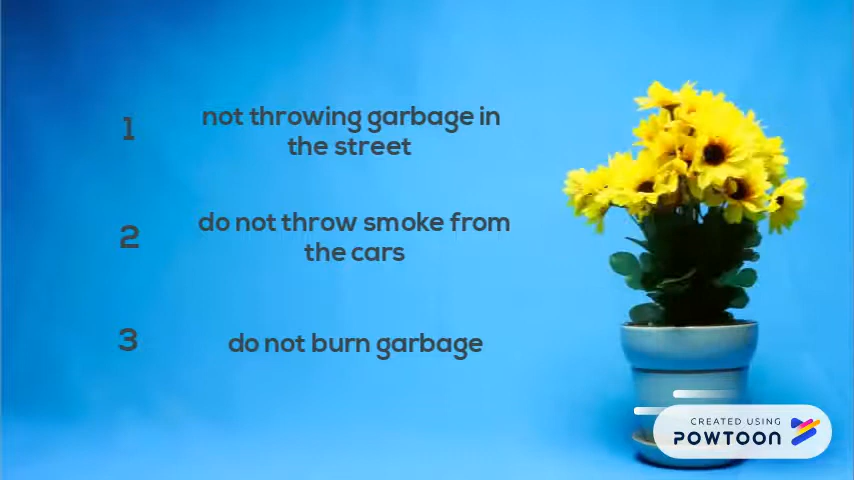 1
not throwing garbage in
the street
2
do not throw smoke from
the cars
3
do not burn garbage
CREATED USING
POWTOON